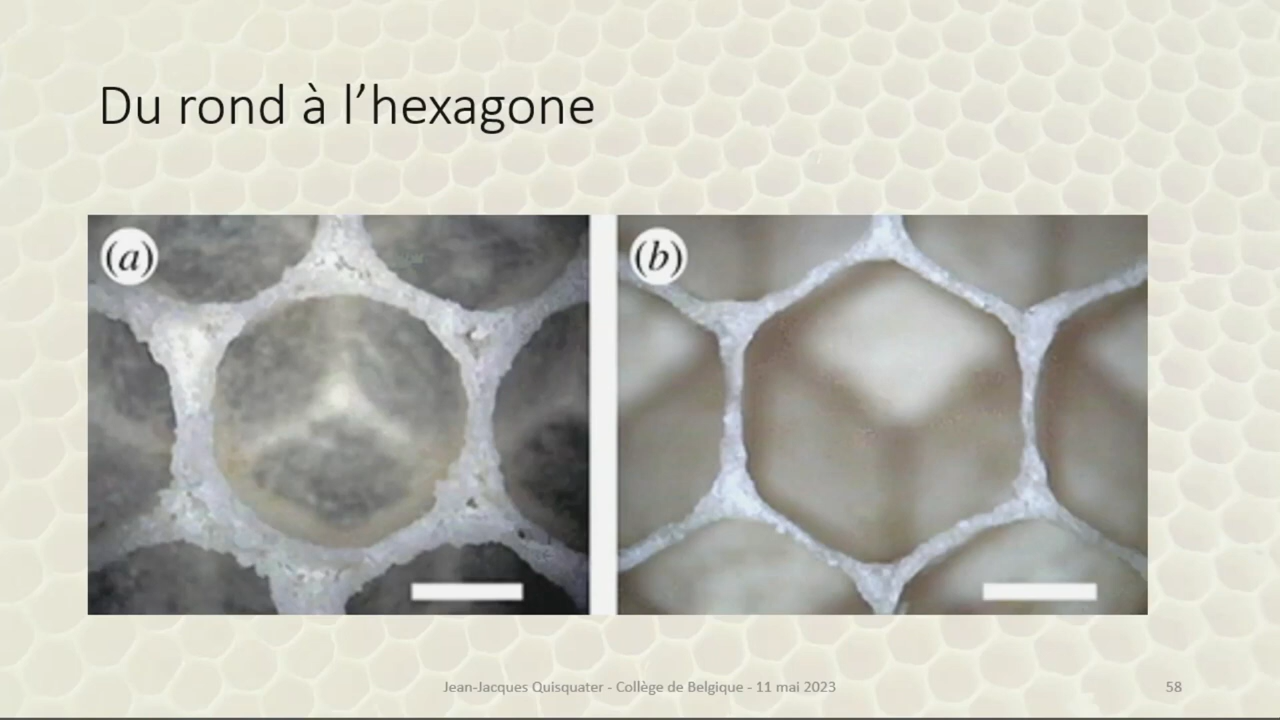 Du rond à l’hexagone
(a)
(b)
Jean-Jacques Quisquater - Collège de Belgique - 11 mai 2023
58